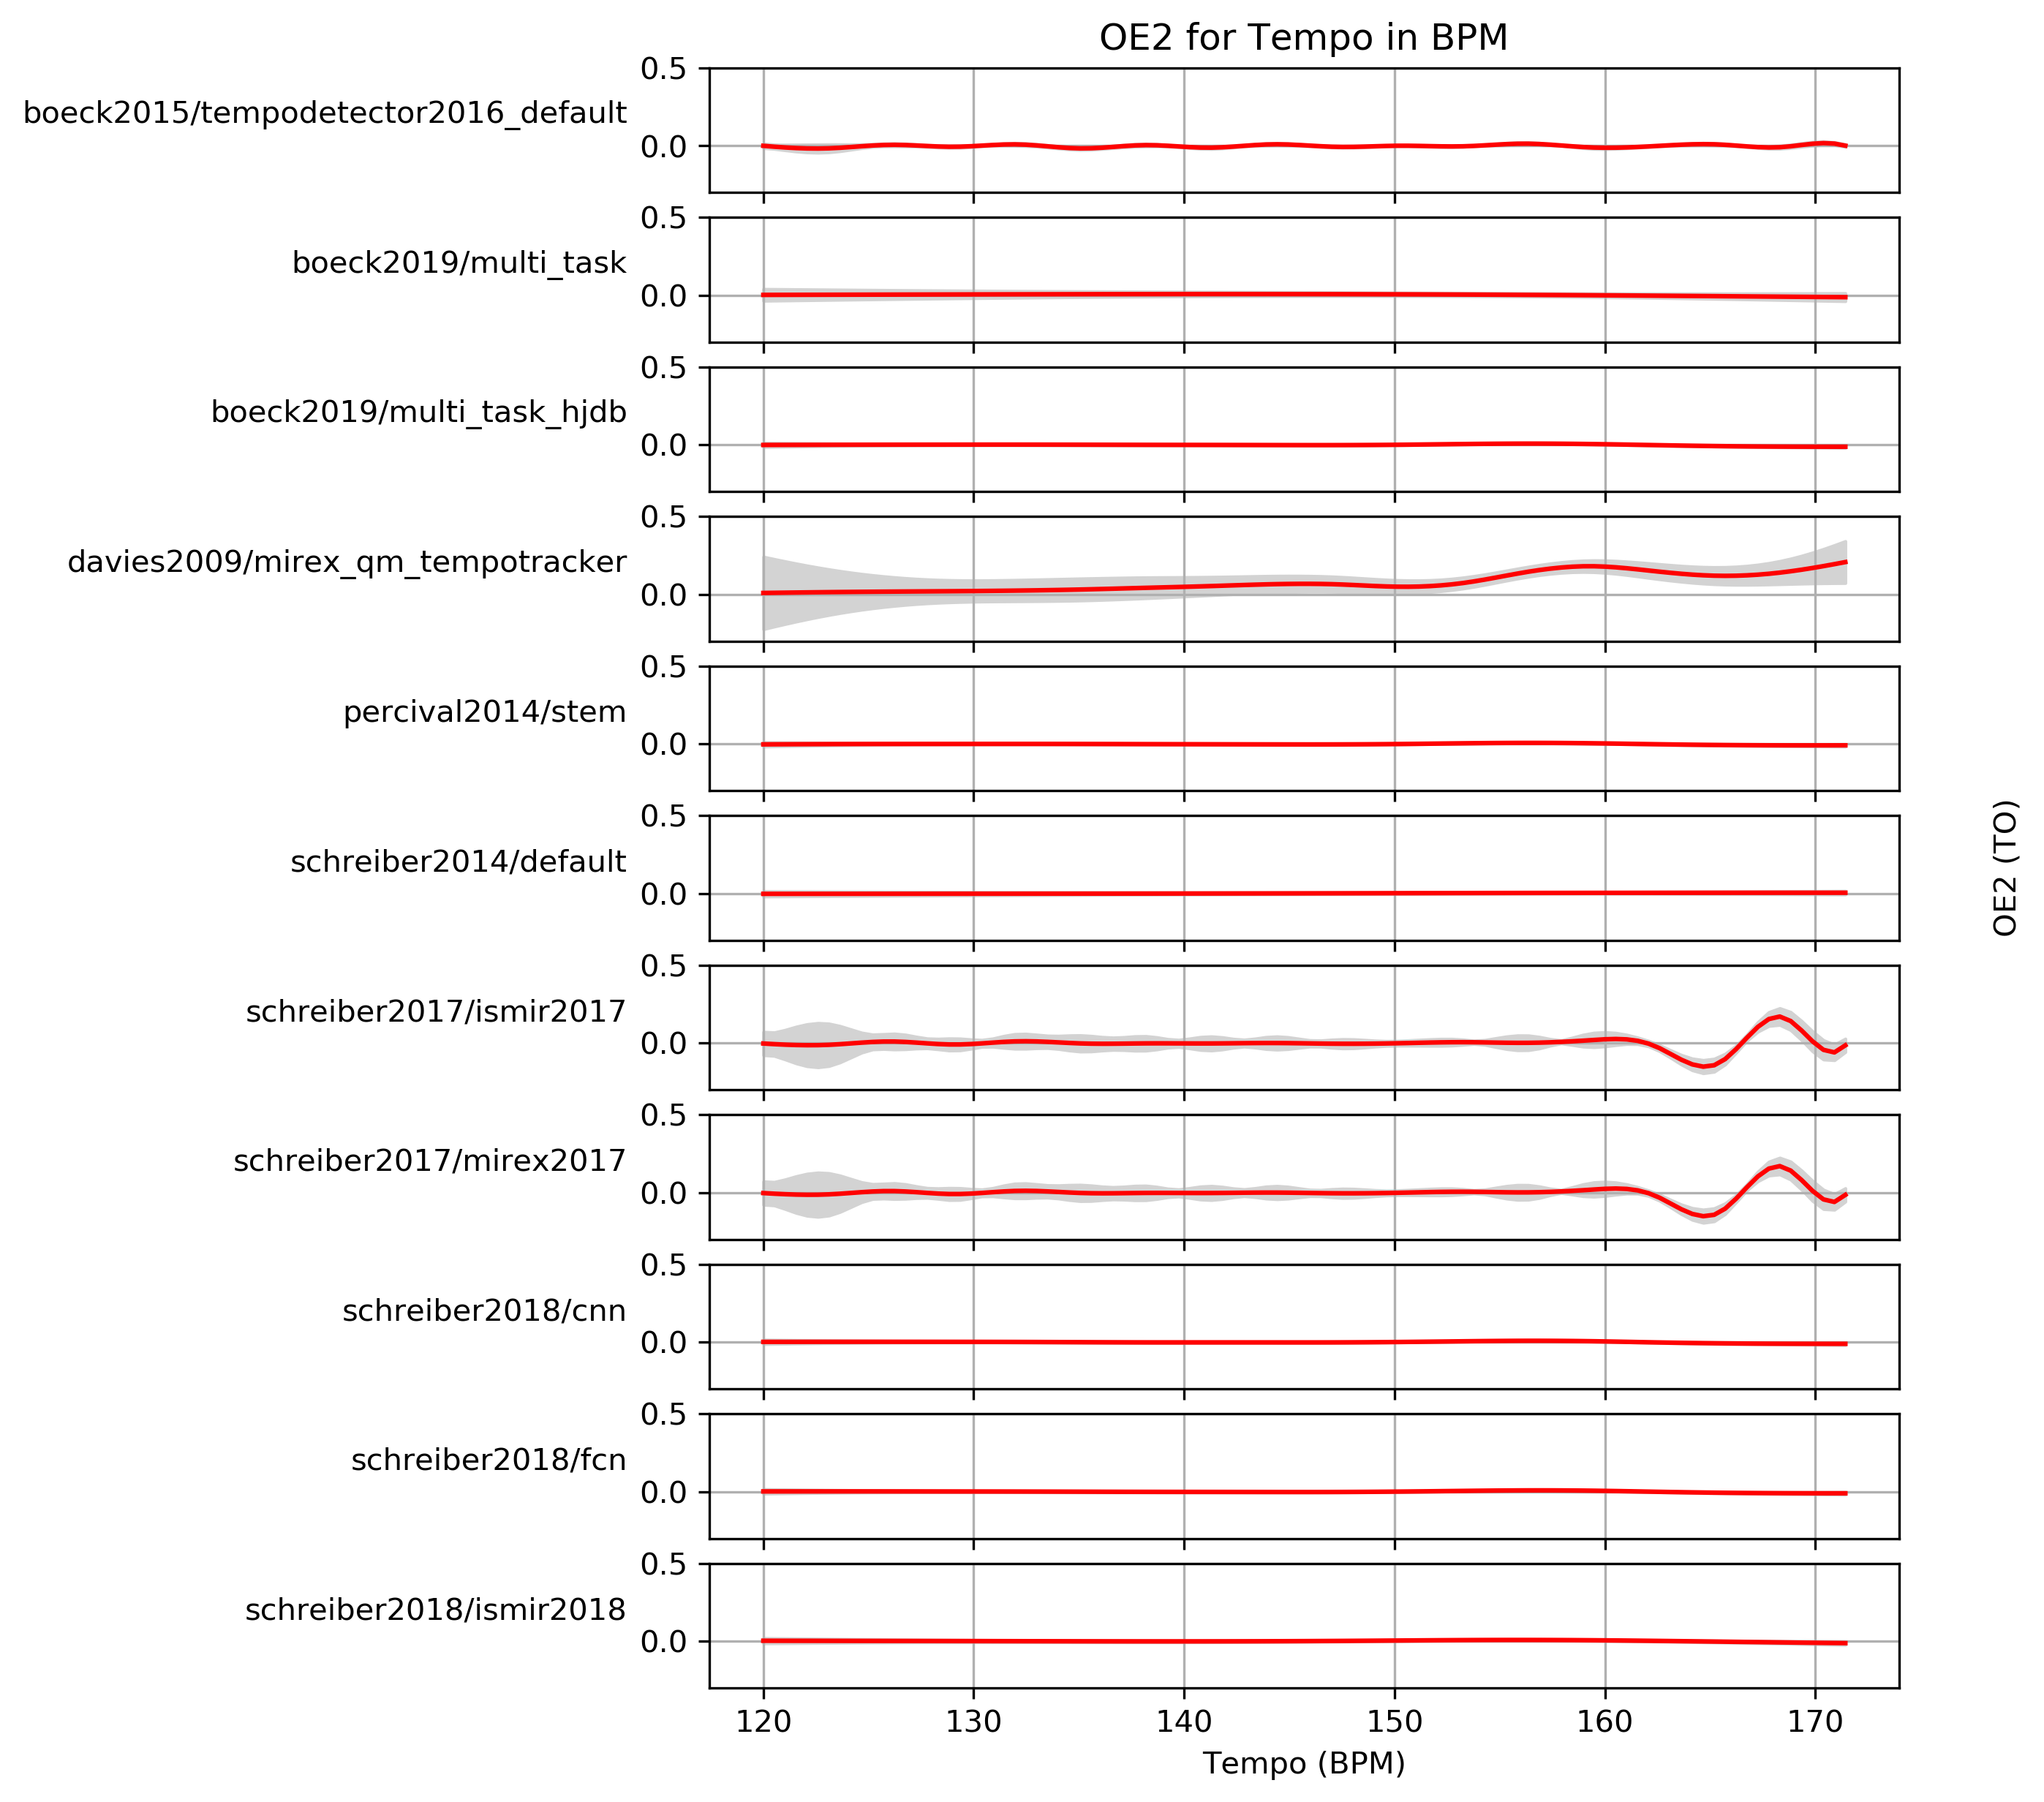 OE2 for Tempo in BPM
0.5
boeck2015/tempodetector2016_default
0.0
0.5
boeck2019/multi_task
0.0
0.5
boeck2019/multi_task_hjdb
0.0
0.5
davies2009/mirex_qm_tempotracker
0.0
0.5
percival2014/stem
0.0
0.5
schreiber2014/default
0.0
OE2 (TO)
0.5
schreiber2017/ismir2017
0.0
0.5
schreiber2017/mirex2017
0.0
0.5
schreiber2018/cnn
0.0
0.5
schreiber2018/fcn
0.0
0.5
schreiber2018/ismir2018
0.0
120 130 140 150 160 170
Tempo (BPM)